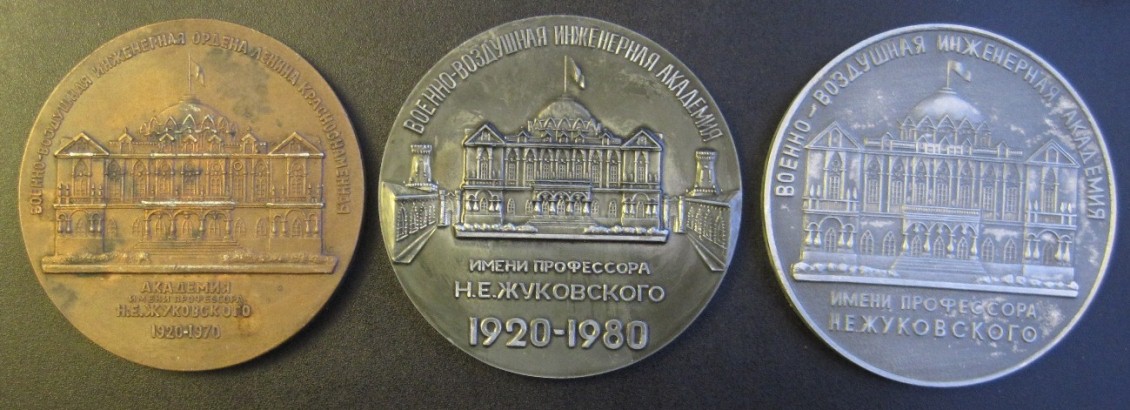 ВОЕННО-ВОЗДУШНАЯ ИНЖЕНЕРНАЯ ОРДЕНА ЛЕНИНА КРАСНОЗНАМЕННАЯ
АКАДЕМИЯ
ИМЕНИ ПРОФЕССОРА
Н.Е.ЖУКОВСКОГО
1920-1970
ВОЕННО-ВОЗДУШНАЯ ИНЖЕНЕРНАЯ АКАДЕМИЯ
ИМЕНИ ПРОФЕССОРА
Н.Е.ЖУКОВСКОГО
1920-1980
ВОЕННО-ВОЗДУШНАЯ ИНЖЕНЕРНАЯ АКАДЕМИЯ
ИМЕНИ ПРОФЕССОРА
Н.Е.ЖУКОВСКОГО